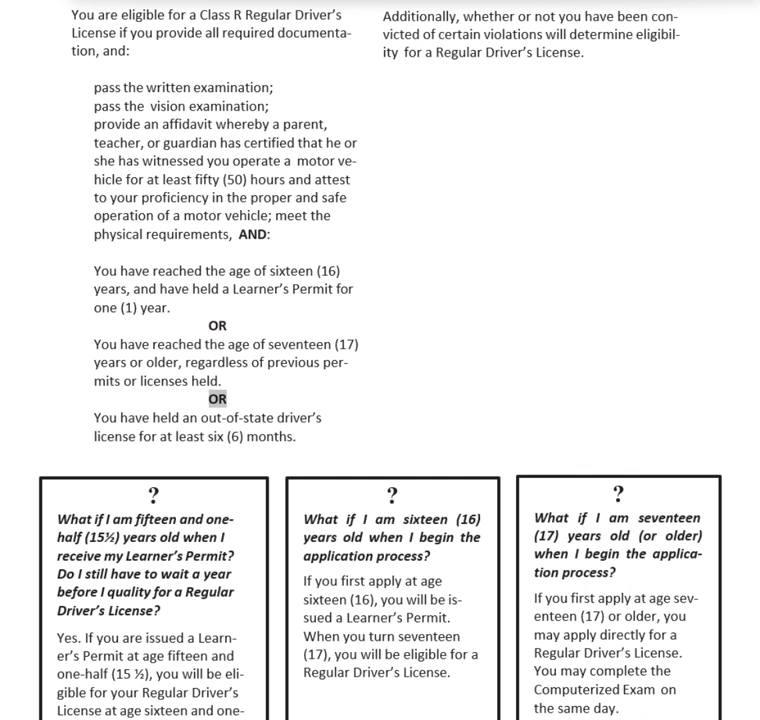 You are eligible for a Class R Regular Driver's
License if you provide all required documenta-
tion, and:
pass the written examination;
pass the vision examination;
provide an affidavit whereby a parent,
teacher, or guardian has certified that he or
she has witnessed you operate a motor ve-
hicle for at least fifty (50) hours and attest
to your proficiency in the proper and safe
operation of a motor vehicle; meet the
physical requirements, AND:
You have reached the age of sixteen (16)
years, and have held a Learner's Permit for
one (1) year.
OR
You have reached the age of seventeen (17)
years or older, regardless of previous per-
mits or licenses held.
OR
You have held an out-of-state driver's
license for at least six (6) months.
Additionally, whether or not you have been con-
victed of certain violations will determine eligibil-
ity for a Regular Driver's License.
?
What if I am fifteen and one-
half (15½) years old when I
receive my Learner's Permit?
Do I still have to wait a year
before I quality for a Regular
Driver's License?
Yes. If you are issued a Learn-
er's Permit at age fifteen and
one-half (15 ½), you will be eli-
gible for your Regular Driver's
License at age sixteen and one-
?
What if I am sixteen (16)
years old when I begin the
application process?
If you first apply at age
sixteen (16), you will be is-
sued a Learner's Permit.
When you turn seventeen
(17), you will be eligible for a
Regular Driver's License.
?
What if I am seventeen
(17) years old (or older)
when I begin the applica-
tion process?
If you first apply at age sev-
enteen (17) or older, you
may apply directly for a
Regular Driver's License.
You may complete the
Computerized Exam on
the same day.